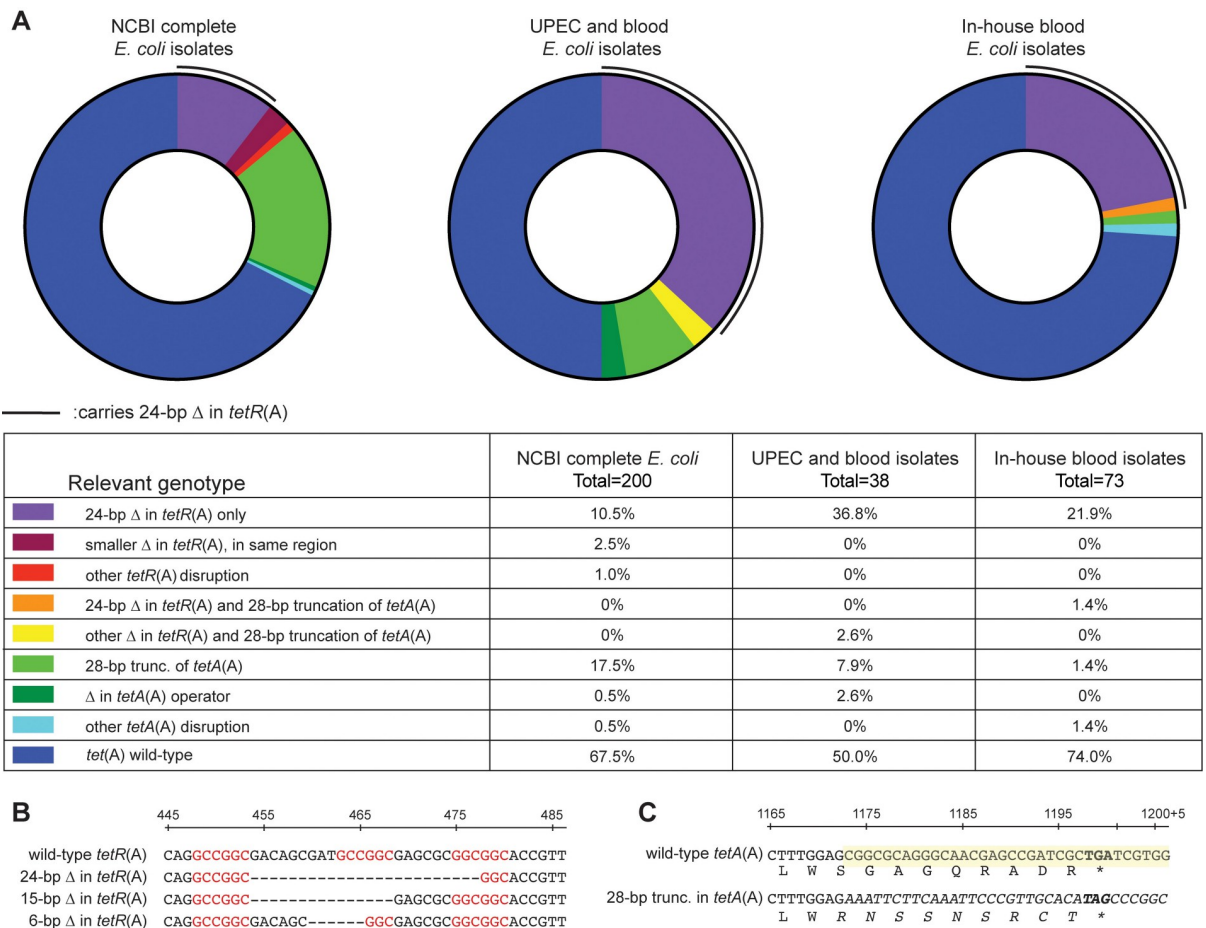 A
NCBI complete
E. coli isolates
UPEC and blood
E. coli isolates
In-house blood
E. coli isolates
:carries 24-bp Δ in tetR(A)
Relevant genotype
NCBI complete E. coli
Total=200
UPEC and blood isolates
Total=38
In-house blood isolates
Total=73
24-bp Δ in tetR(A) only 10.5% 36.8% 21.9%
smaller Δ in tetR(A), in same region 2.5% 0% 0%
other tetR(A) disruption 1.0% 0% 0%
24-bp Δ in tetR(A) and 28-bp truncation of tetA(A) 0% 0% 1.4%
other Δ in tetR(A) and 28-bp truncation of tetA(A) 0% 2.6% 0%
28-bp trunc. of tetA(A) 17.5% 7.9% 1.4%
Δ in tetA(A) operator 0.5% 2.6% 0%
other tetA(A) disruption 0.5% 0% 1.4%
tet(A) wild-type 67.5% 50.0% 74.0%
B
445 455 465 475 485
wild-type tetR(A) CAGGCCGGCGACAGCGATGCCGGCGAGCGCGGCGGCACCGTT
24-bp Δ in tetR(A) CAGGCCGGC------------------------GGCACCGTT
15-bp Δ in tetR(A) CAGGCCGGC---------------GAGCGCGGCGGCACCGTT
6-bp Δ in tetR(A) CAGGCCGGCGACAGC------GGCGAGCGCGGCGGCACCGTT
C
1165 1175 1185 1195 1200+5
wild-type tetA(A) CTTTGGAGCGGCGCAGGGCAACGAGCCGATCGCTGATCGTGG
L W S G A G Q R A D R *
28-bp trunc. in tetA(A) CTTTGGAGAAATTCTTCAAATTCCCGTTGCACATAGCCCGGC
L W R N S S N S R C T *